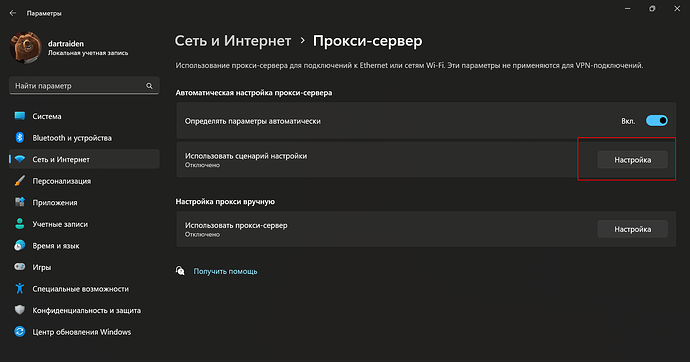 Параметры
dartraiden
Локальная учетная запись
Найти параметр
Система
Bluetooth и устройства
Сеть и Интернет
Персонализация
Приложения
Учетные записи
Время и язык
Игры
Специальные возможности
Конфиденциальность и защита
Центр обновления Windows
Сеть и Интернет > Прокси-сервер
Использование прокси-сервера для подключений к Ethernet или сетям Wi-Fi. Эти параметры не применяются для VPN-подключений.
Автоматическая настройка прокси-сервера
Определять параметры автоматически Вкл.
Использовать сценарий настройки
Отключено
Настройка
Настройка прокси вручную
Использовать прокси-сервер
Отключено
Настройка
Получить помощь